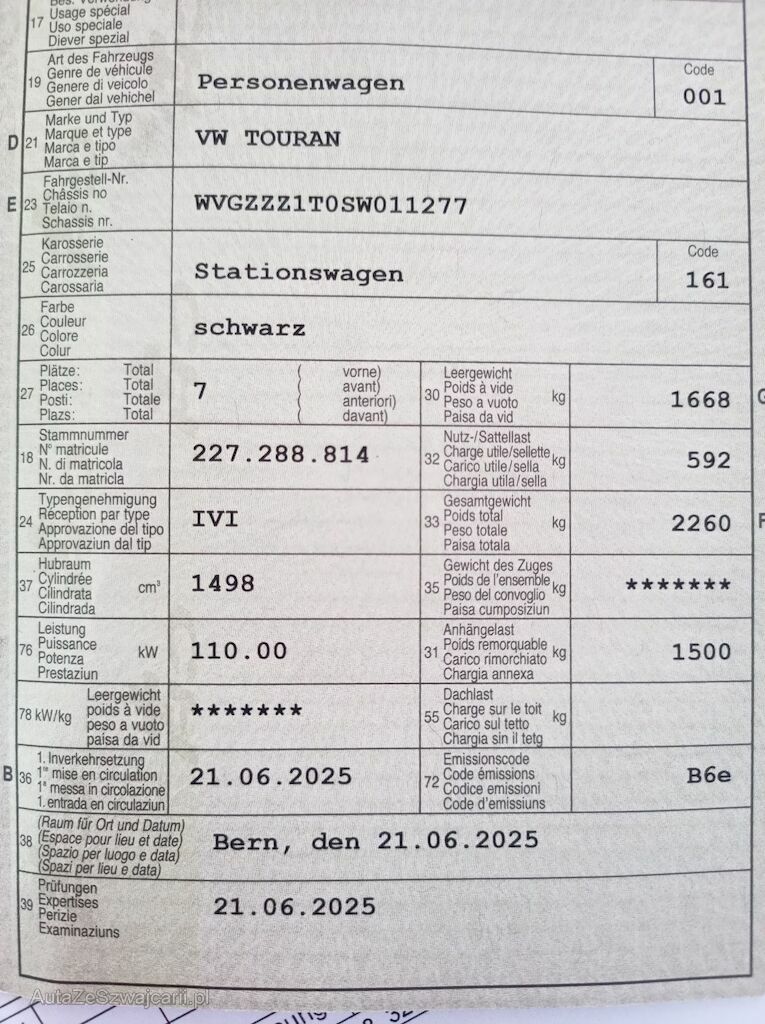 17 Usage spécial
Uso speciale
Diever spezial
19 Art des Fahrzeugs
Genre de véhicule
Genere di veicolo
Gener dal vehichel
Personenwagen
Code
001
D 21 Marke und Typ
Marque et type
Marca e tipo
Marca e tip
VW TOURAN
E 23 Fahrgestell-Nr.
Châssis no
Telaio n.
Schassis nr.
WVGZZZ1T0SW011277
25 Karosserie
Carrosserie
Carrozzeria
Carossaria
Stationswagen
Code
161
26 Farbe
Couleur
Colore
Colur
schwarz
27 Plätze: Total
Places: Total
Posti: Totale
Plazs: Total
7
( vorne)
( avant)
( anteriori)
( davant)
30 Leergewicht
Poids à vide
Peso a vuoto
Paisa da vid
kg
1668
18 Stammnummer
N° matricule
N. di matricola
Nr. da matricla
227.288.814
32 Nutz-/Sattellast
Charge utile/sellette
Carico utile/sella
Chargia utila/sella
kg
592
24 Typengenehmigung
Réception par type
Approvazione del tipo
Approvaziun dal tip
IVI
33 Gesamtgewicht
Poids total
Peso totale
Paisa totala
kg
2260
37 Hubraum
Cylindrée
Cilindrata
Cilindrada
cm³
1498
35 Gewicht des Zuges
Poids de l'ensemble
Peso del convoglio
Paisa cumposiziun
kg
*******
76 Leistung
Puissance
Potenza
Prestaziun
kW
110.00
31 Anhängelast
Poids remorquable
Carico rimorchiato
Chargia annexa
kg
1500
78 kW/kg
Leergewicht
poids à vide
peso a vuoto
paisa da vid
*******
55 Dachlast
Charge sur le toit
Carico sul tetto
Chargia sin il tetg
kg
B 36 1. Inverkehrsetzung
1re mise en circulation
1a messa in circolazione
1. entrada en circulaziun
21.06.2025
72 Emissionscode
Code émissions
Codice emissioni
Code d'emissiuns
B6e
38 (Raum für Ort und Datum)
(Espace pour lieu et date)
(Spazio per luogo e data)
(Spazi per lieu e data)
Bern, den 21.06.2025
39 Prüfungen
Expertises
Perizie
Examinaziuns
21.06.2025
AutaZeSzwajcarii.pl